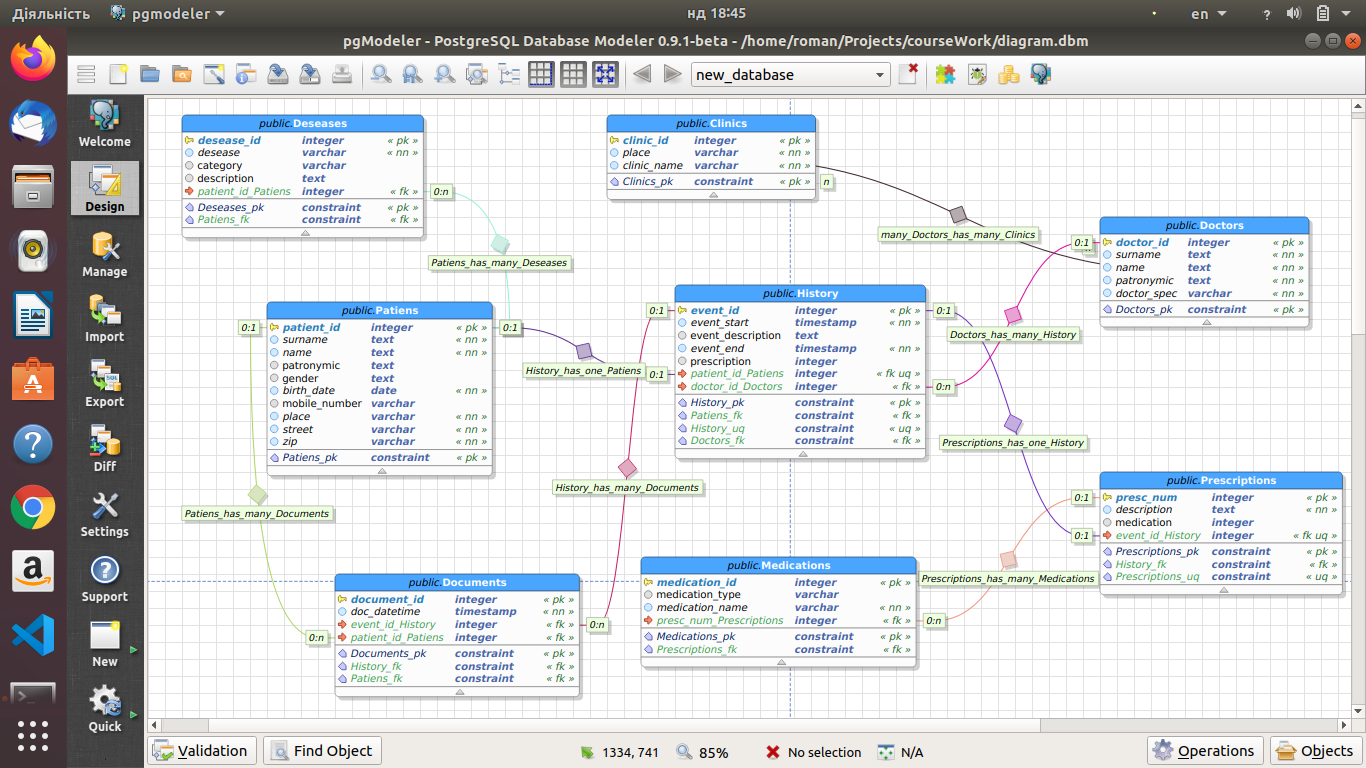 Діяльність pgmodeler нд 18:45 en ?
pgModeler - PostgreSQL Database Modeler 0.9.1-beta - /home/roman/Projects/courseWork/diagram.dbm
new_database
Welcome
Design
Manage
Import
Export
Diff
Settings
Support
New
Quick
public.Deseases
desease_id integer « pk »
desease varchar « nn »
category varchar
description text
patient_id_Patiens integer « fk »
Deseases_pk constraint « pk »
Patiens_fk constraint « fk »
0:n
Patiens_has_many_Deseases
public.Clinics
clinic_id integer « pk »
place varchar « nn »
clinic_name varchar « nn »
Clinics_pk constraint « pk »
n
many_Doctors_has_many_Clinics
public.Doctors
doctor_id integer « pk »
surname text « nn »
name text « nn »
patronymic text « nn »
doctor_spec varchar « nn »
Doctors_pk constraint « pk »
0:1
n
public.Patiens
patient_id integer « pk »
surname text « nn »
name text « nn »
patronymic text
gender text
birth_date date « nn »
mobile_number varchar
place varchar « nn »
street varchar « nn »
zip varchar « nn »
Patiens_pk constraint « pk »
0:1
0:1
History_has_one_Patiens
0:1
0:1
public.History
event_id integer « pk »
event_start timestamp « nn »
event_description text
event_end timestamp « nn »
prescription integer
patient_id_Patiens integer « fk uq »
doctor_id_Doctors integer « fk »
History_pk constraint « pk »
Patiens_fk constraint « fk »
History_uq constraint « uq »
Doctors_fk constraint « fk »
0:1
0:n
Doctors_has_many_History
Prescriptions_has_one_History
History_has_many_Documents
Patiens_has_many_Documents
public.Prescriptions
presc_num integer « pk »
description text « nn »
medication integer
event_id_History integer « fk uq »
Prescriptions_pk constraint « pk »
History_fk constraint « fk »
Prescriptions_uq constraint « uq »
0:1
0:1
Prescriptions_has_many_Medications
public.Documents
document_id integer « pk »
doc_datetime timestamp « nn »
event_id_History integer « fk »
patient_id_Patiens integer « fk »
Documents_pk constraint « pk »
History_fk constraint « fk »
Patiens_fk constraint « fk »
0:n
0:n
public.Medications
medication_id integer « pk »
medication_type varchar
medication_name varchar « nn »
presc_num_Prescriptions integer « fk »
Medications_pk constraint « pk »
Prescriptions_fk constraint « fk »
0:n
Validation Find Object 1334, 741 85% No selection N/A Operations Objects